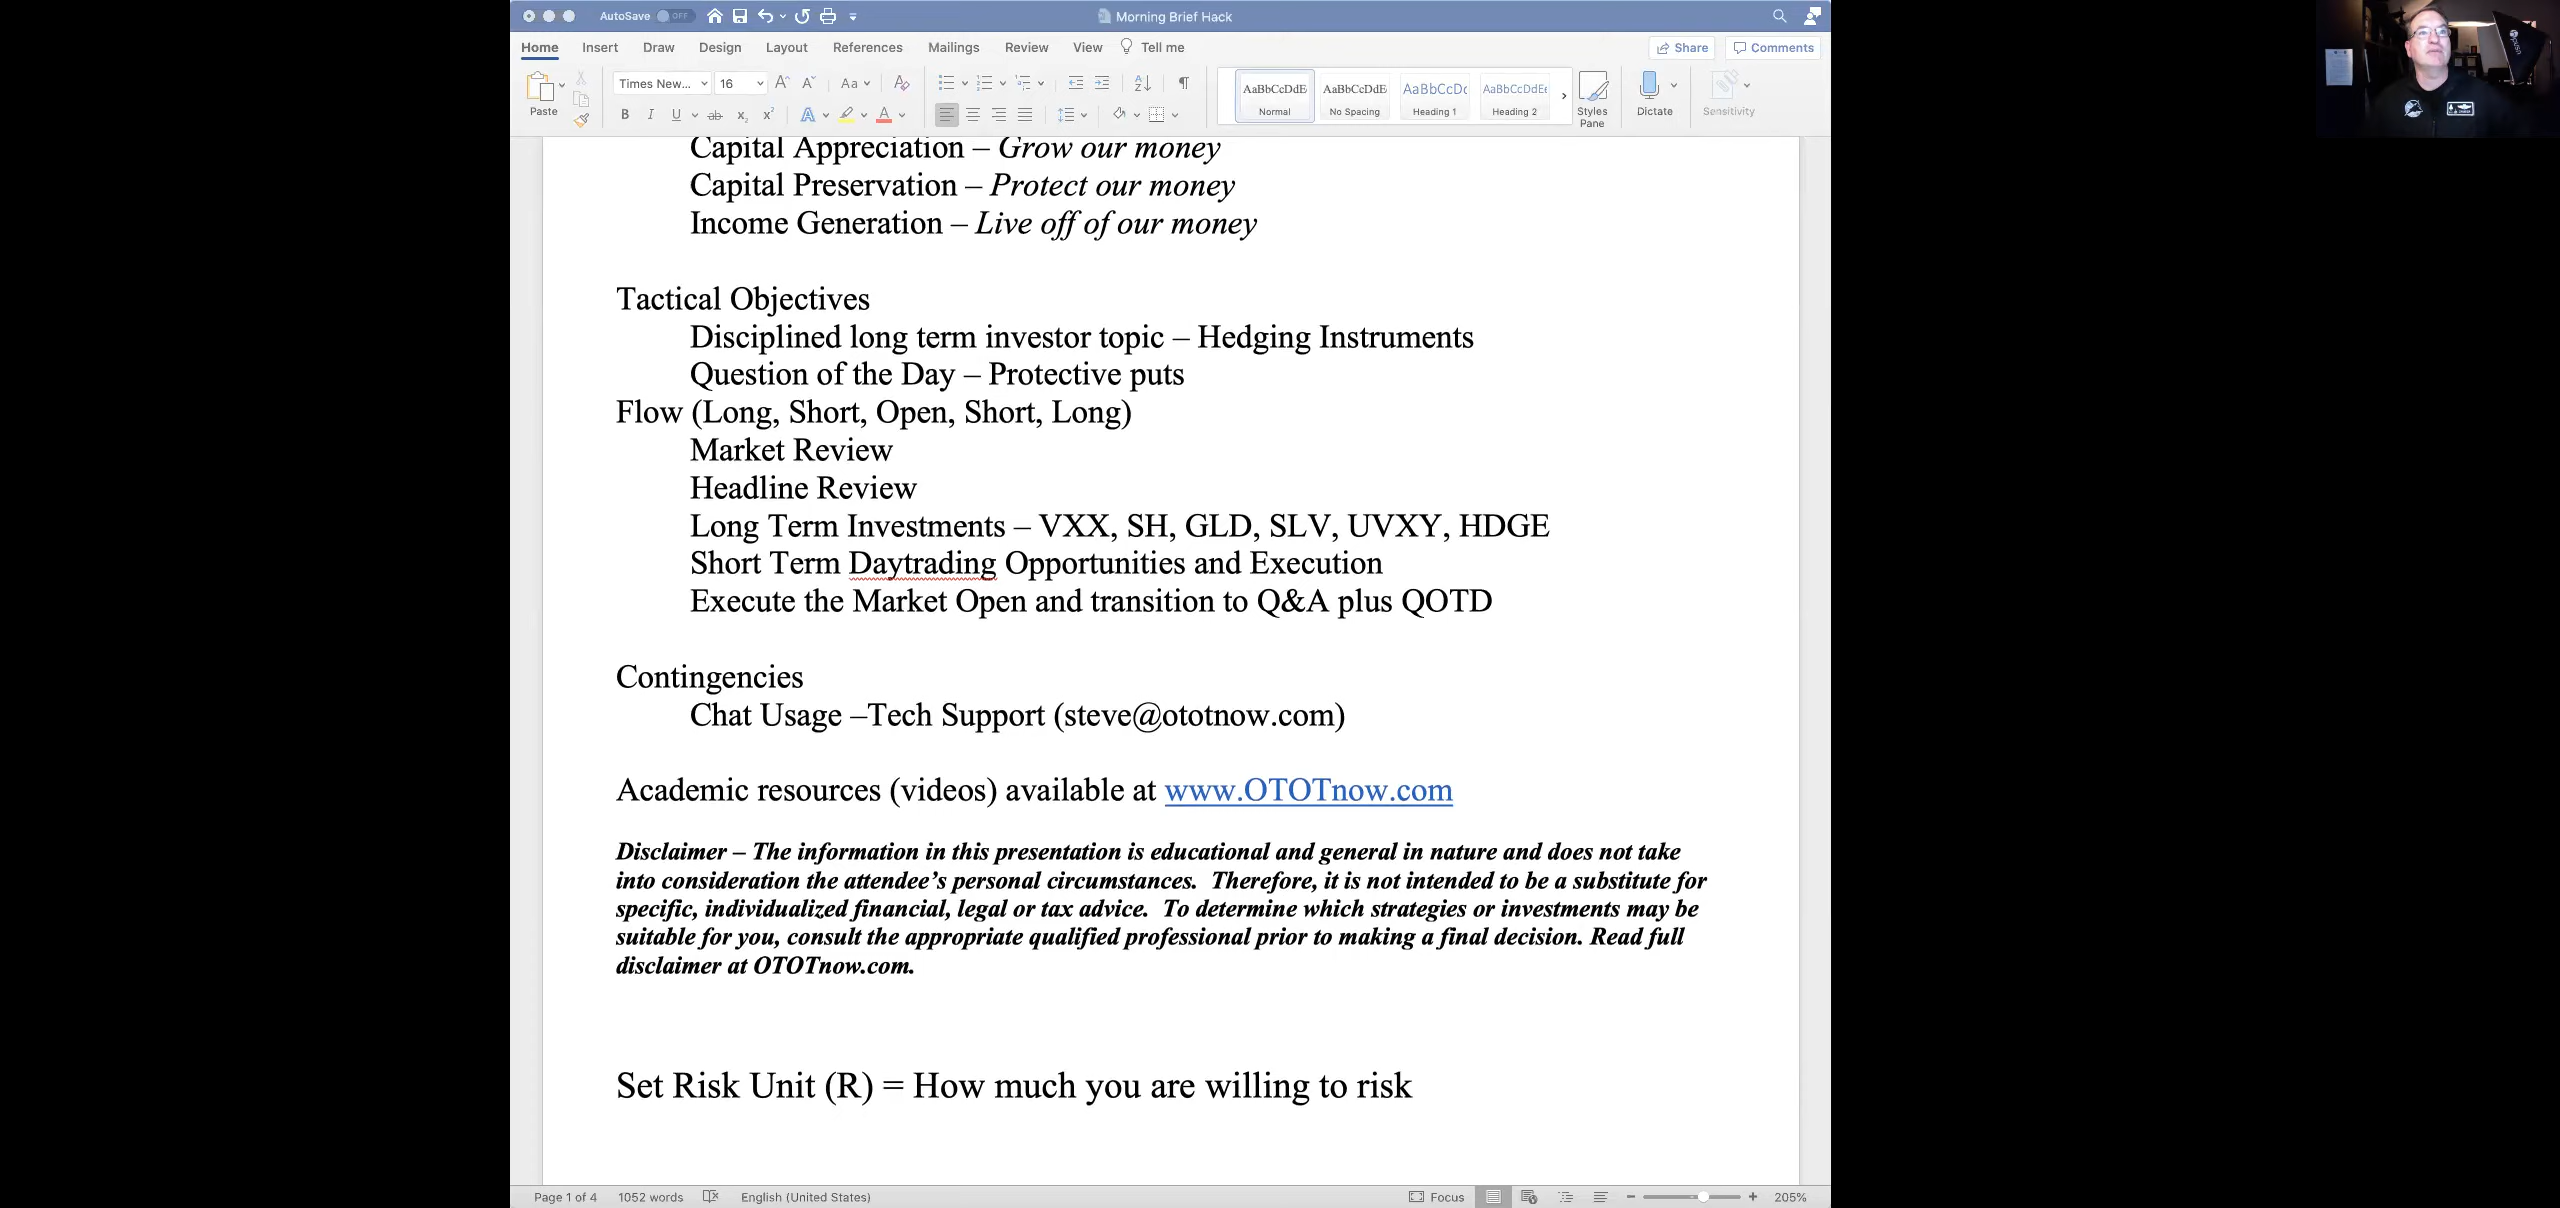 AutoSave OFF
Morning Brief Hack
Home Insert Draw Design Layout References Mailings Review View Tell me
Share Comments
Paste
Times New... 16
Aa
B I U ab x₂ x²
AaBbCcDdE Normal
AaBbCcDdE No Spacing
AaBbCcDc Heading 1
AaBbCcDdEe Heading 2
Styles Pane
Dictate
Sensitivity
Capital Appreciation – Grow our money
Capital Preservation – Protect our money
Income Generation – Live off of our money
Tactical Objectives
Disciplined long term investor topic – Hedging Instruments
Question of the Day – Protective puts
Flow (Long, Short, Open, Short, Long)
Market Review
Headline Review
Long Term Investments – VXX, SH, GLD, SLV, UVXY, HDGE
Short Term Daytrading Opportunities and Execution
Execute the Market Open and transition to Q&A plus QOTD
Contingencies
Chat Usage –Tech Support (steve@ototnow.com)
Academic resources (videos) available at www.OTOTnow.com
Disclaimer – The information in this presentation is educational and general in nature and does not take
into consideration the attendee’s personal circumstances.  Therefore, it is not intended to be a substitute for
specific, individualized financial, legal or tax advice.  To determine which strategies or investments may be
suitable for you, consult the appropriate qualified professional prior to making a final decision. Read full
disclaimer at OTOTnow.com.
Set Risk Unit (R) = How much you are willing to risk
Page 1 of 4 1052 words English (United States) Focus 205%